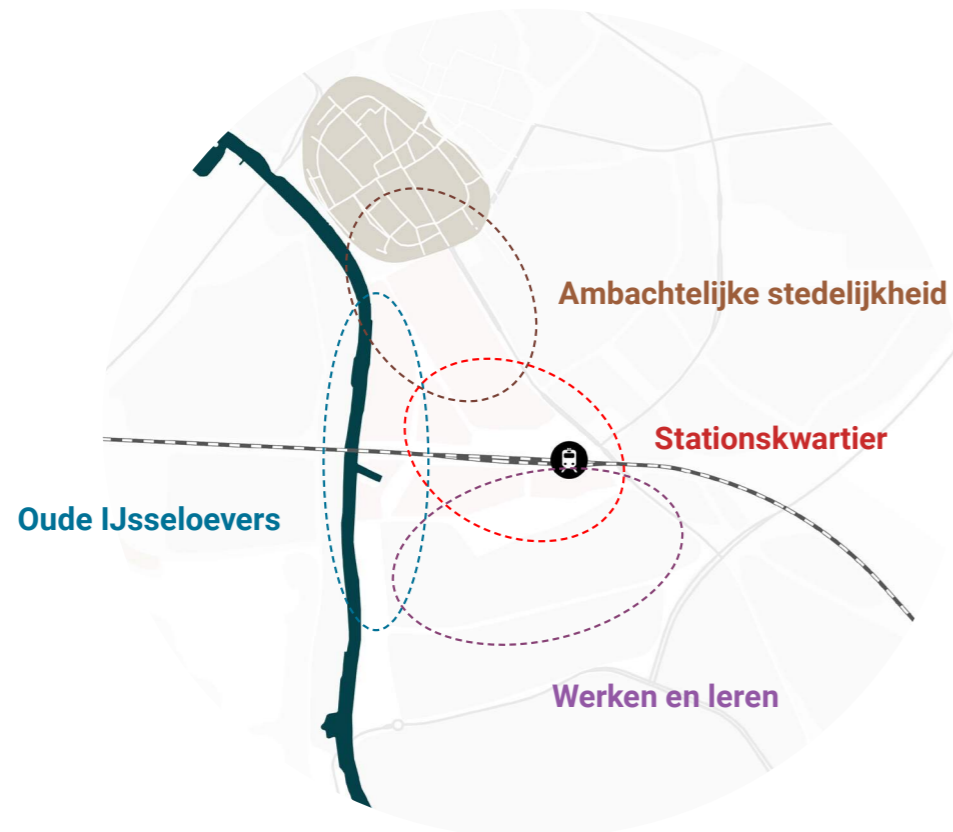 Ambachtelijke stedelijkheid
Stationskwartier
Oude IJsseloevers
Werken en leren